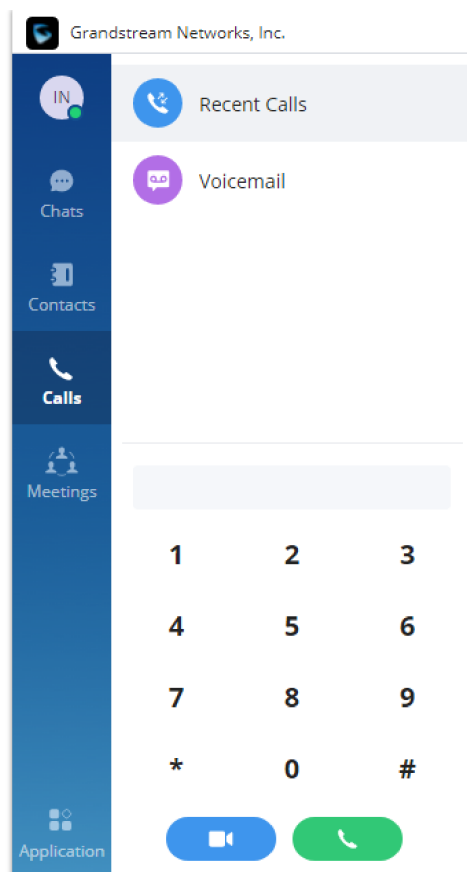 Grandstream Networks, Inc.
IN
Chats
Contacts
Calls
Meetings
Application
Recent Calls
Voicemail
1 2 3
4 5 6
7 8 9
* 0 #